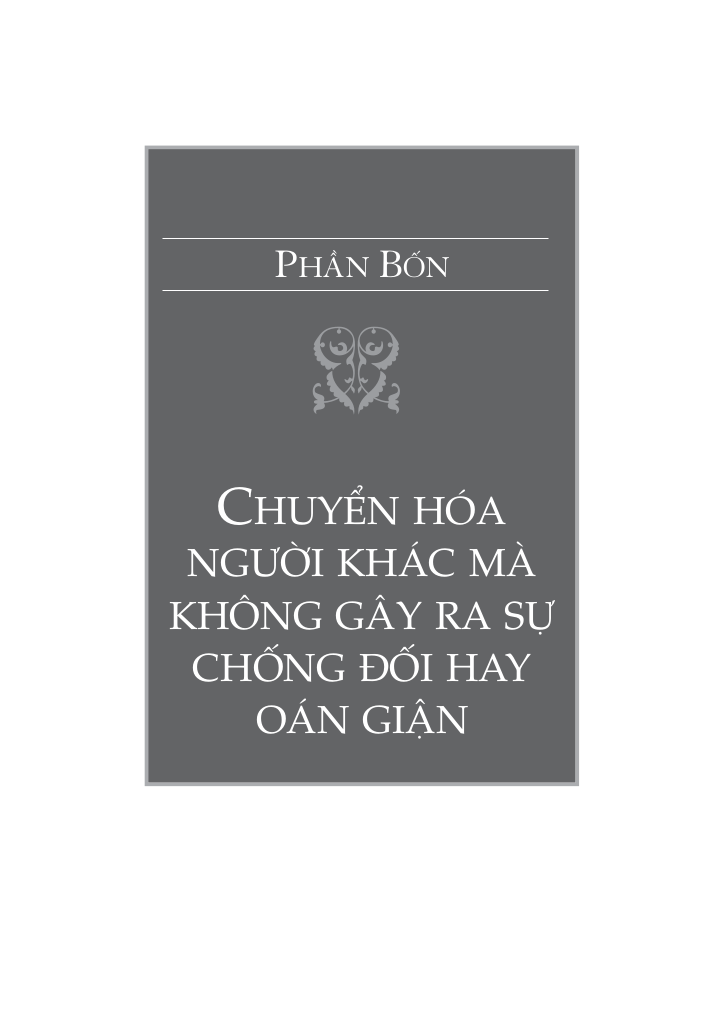 PHẦN BỐN
CHUYỂN HÓA
NGƯỜI KHÁC MÀ
KHÔNG GÂY RA SỰ
CHỐNG ĐỐI HAY
OÁN GIẬN